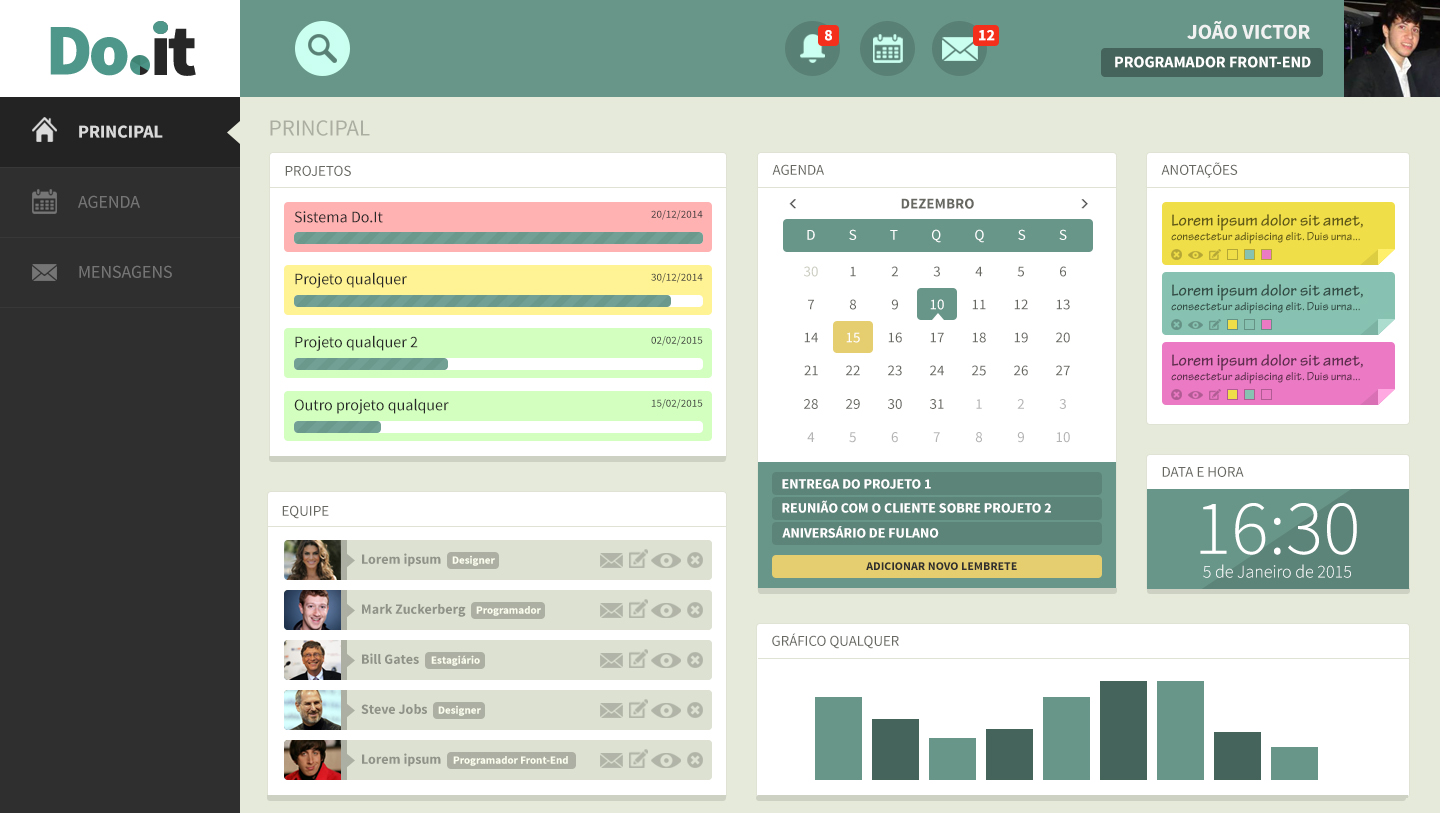 Do.it
8
12
JOÃO VICTOR
PROGRAMADOR FRONT-END
PRINCIPAL
AGENDA
MENSAGENS
PRINCIPAL
PROJETOS
Sistema Do.It 20/12/2014
Projeto qualquer 30/12/2014
Projeto qualquer 2 02/02/2015
Outro projeto qualquer 15/02/2015
EQUIPE
Lorem ipsum Designer
Mark Zuckerberg Programador
Bill Gates Estagiário
Steve Jobs Designer
Lorem ipsum Programador Front-End
AGENDA
< DEZEMBRO >
D S T Q Q S S
30 1 2 3 4 5 6
7 8 9 10 11 12 13
14 15 16 17 18 19 20
21 22 23 24 25 26 27
28 29 30 31 1 2 3
4 5 6 7 8 9 10
ENTREGA DO PROJETO 1
REUNIÃO COM O CLIENTE SOBRE PROJETO 2
ANIVERSÁRIO DE FULANO
ADICIONAR NOVO LEMBRETE
ANOTAÇÕES
Lorem ipsum dolor sit amet,
consectetur adipiscing elit. Duis urna...
Lorem ipsum dolor sit amet,
consectetur adipiscing elit. Duis urna...
Lorem ipsum dolor sit amet,
consectetur adipiscing elit. Duis urna...
DATA E HORA
16:30
5 de Janeiro de 2015
GRÁFICO QUALQUER